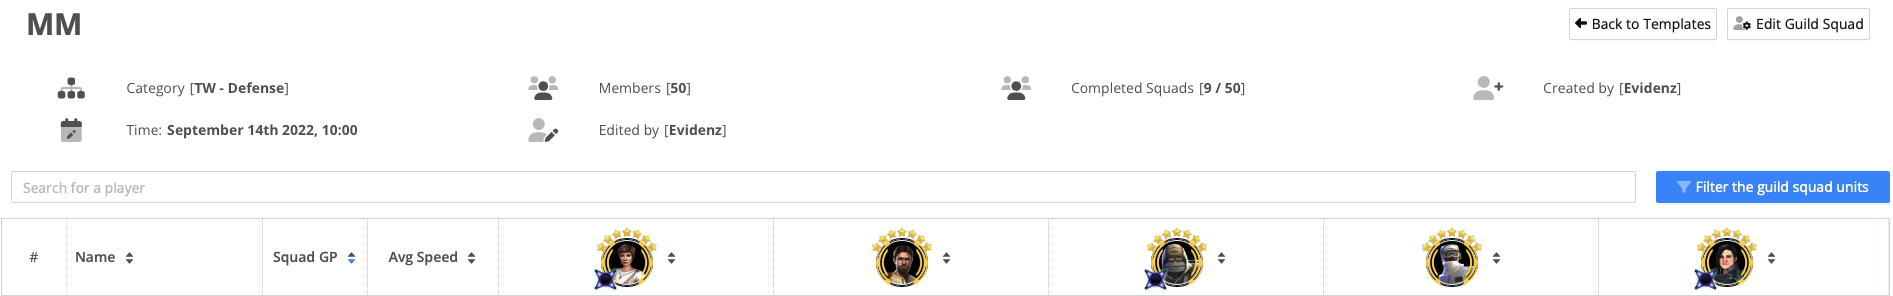 MM
Back to Templates
Edit Guild Squad
Category [TW - Defense]
Members [50]
Completed Squads [9 / 50]
Created by [Evidenz]
Time: September 14th 2022, 10:00
Edited by [Evidenz]
Search for a player
Filter the guild squad units
#
Name
Squad GP
Avg Speed